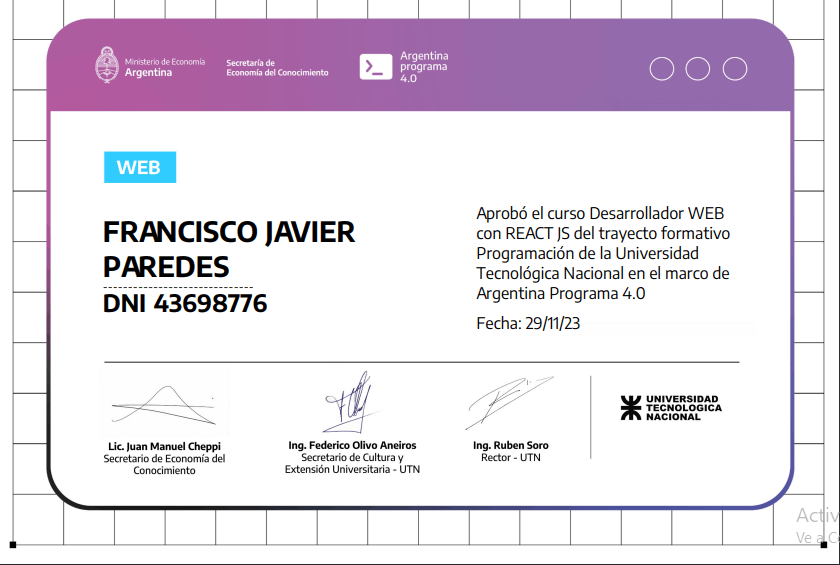 Ministerio de Economía
Argentina
Secretaría de
Economía del Conocimiento
Argentina
programa
4.0
WEB
FRANCISCO JAVIER
PAREDES
DNI 43698776
Aprobó el curso Desarrollador WEB
con REACT JS del trayecto formativo
Programación de la Universidad
Tecnológica Nacional en el marco de
Argentina Programa 4.0
Fecha: 29/11/23
Lic. Juan Manuel Cheppi
Secretario de Economía del
Conocimiento
Ing. Federico Olivo Aneiros
Secretario de Cultura y
Extensión Universitaria - UTN
Ing. Ruben Soro
Rector - UTN
UNIVERSIDAD
TECNOLOGICA
NACIONAL
Activ
Ve a C